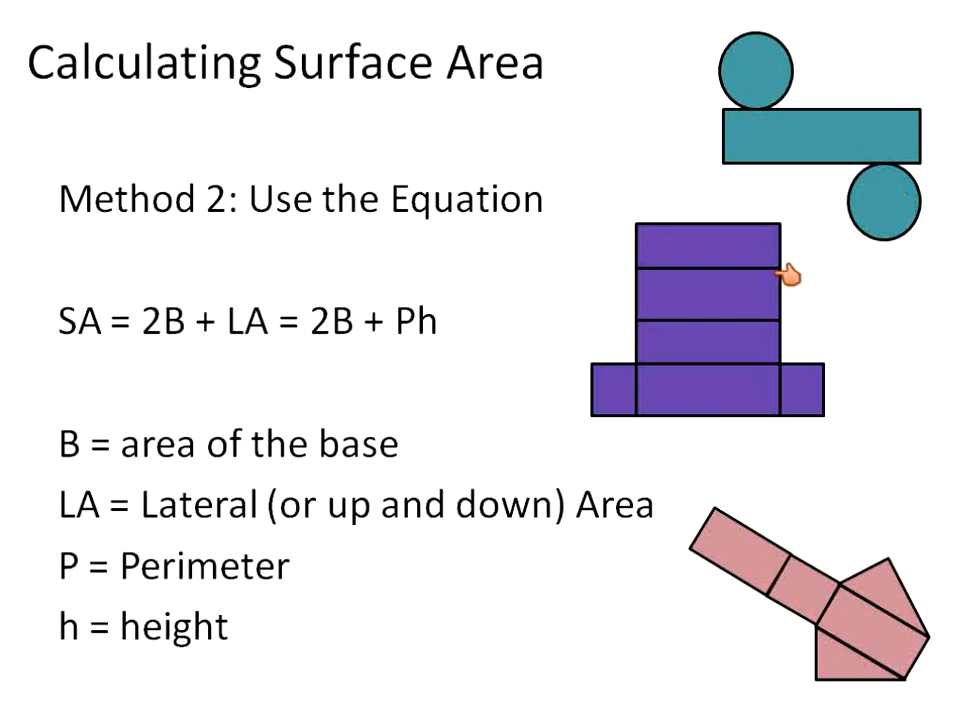 Calculating Surface Area
Method 2: Use the Equation
SA = 2B + LA = 2B + Ph
B = area of the base
LA = Lateral (or up and down) Area
P = Perimeter
h = height